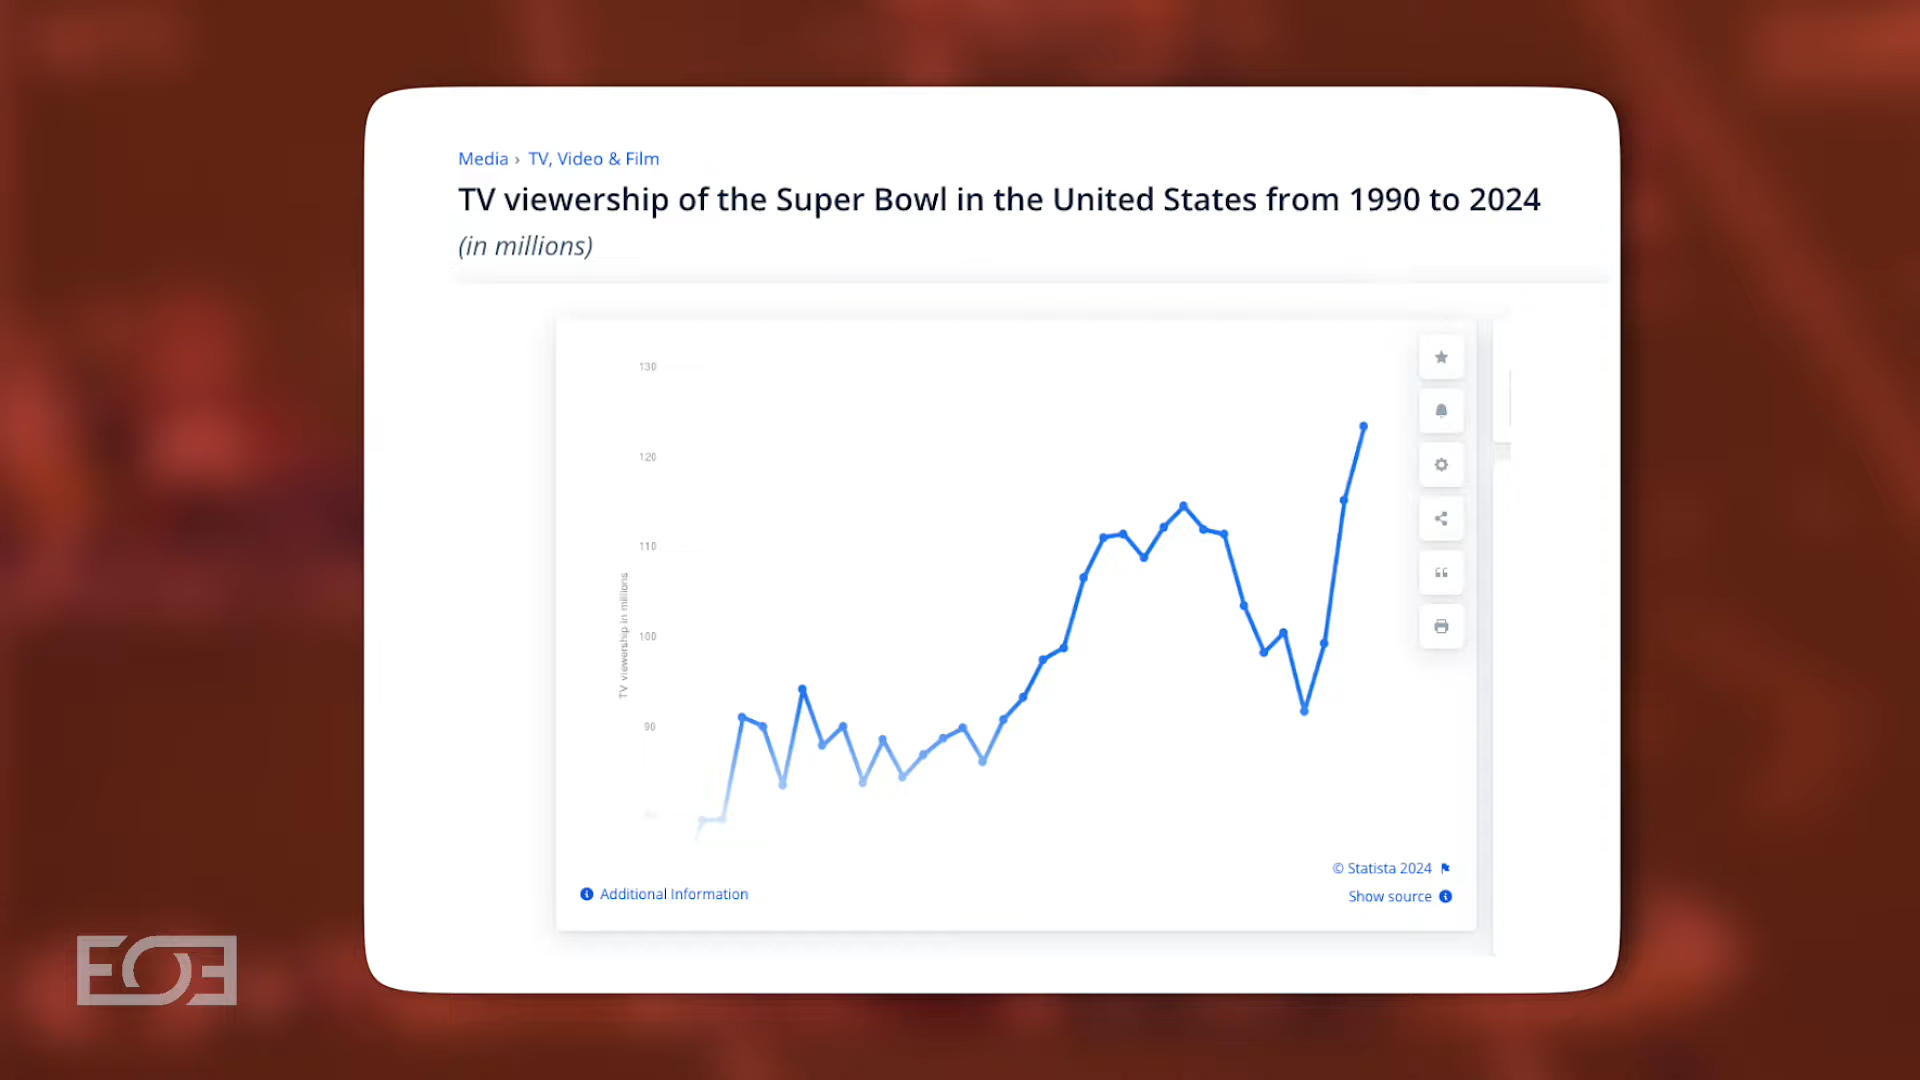 Media › TV, Video & Film
TV viewership of the Super Bowl in the United States from 1990 to 2024
(in millions)
130
120
110
100
90
TV viewership in millions
© Statista 2024
Additional Information
Show source